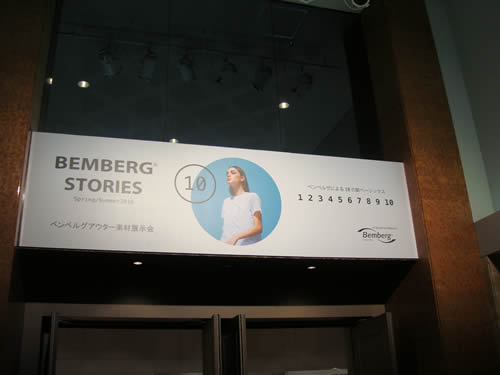 BEMBERG®
STORIES
Spring/Summer2010
ベンベルグアウター素材展示会
10
ベンベルグによる10の新ベーシックス
1 2 3 4 5 6 7 8 9 10
Bemberg